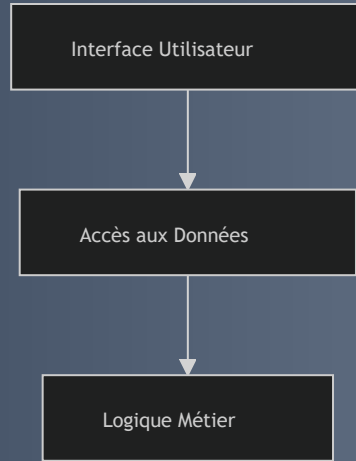 Interface Utilisateur
Accès aux Données
Logique Métier